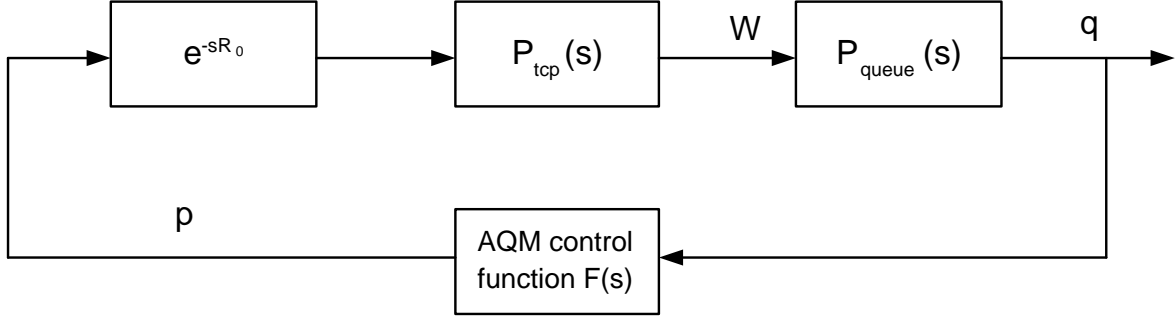 e^-sR₀
P_tcp (s)
W
P_queue (s)
q
p
AQM control
function F(s)